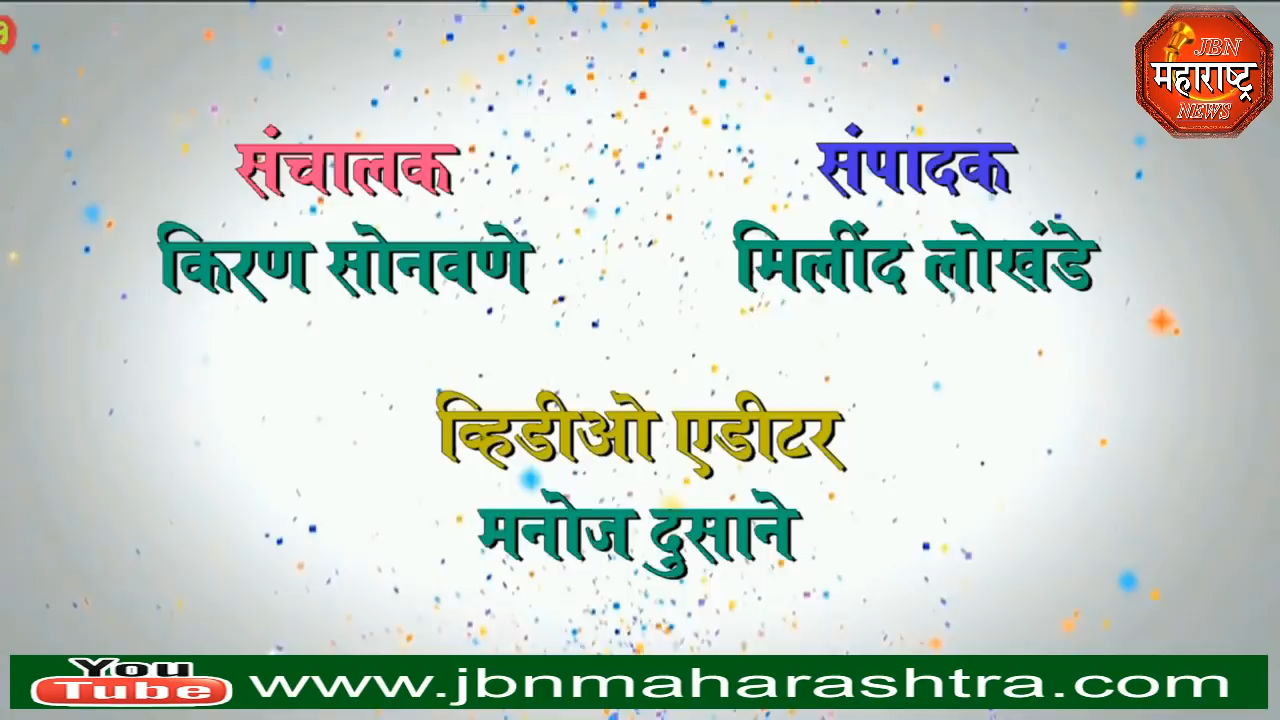 JBN
महाराष्ट्र
NEWS
संचालक
संपादक
किरण सोनवणे
मिलींद लोखंडे
व्हिडीओ एडीटर
मनोज दुसाने
You
Tube
www.jbnmaharashtra.com